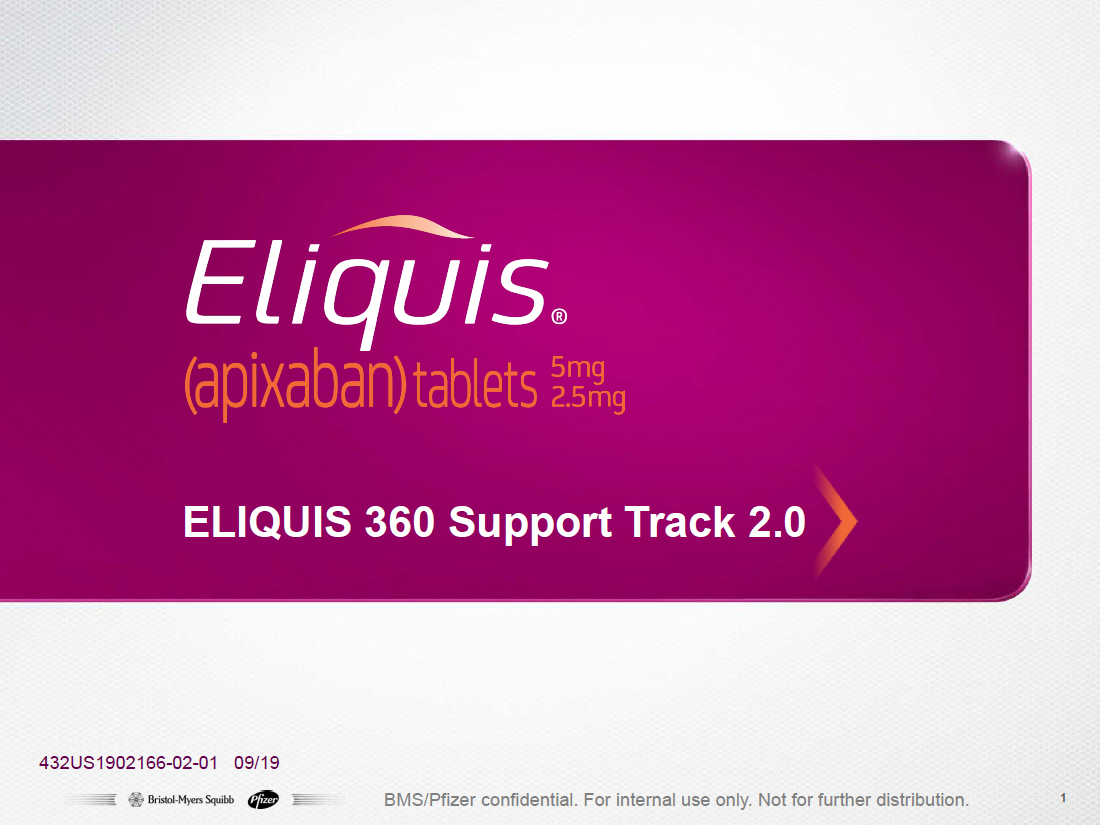 Eliquis®
(apixaban) tablets 5mg
2.5mg
ELIQUIS 360 Support Track 2.0
432US1902166-02-01 09/19
Bristol-Myers Squibb Pfizer
BMS/Pfizer confidential. For internal use only. Not for further distribution.
1